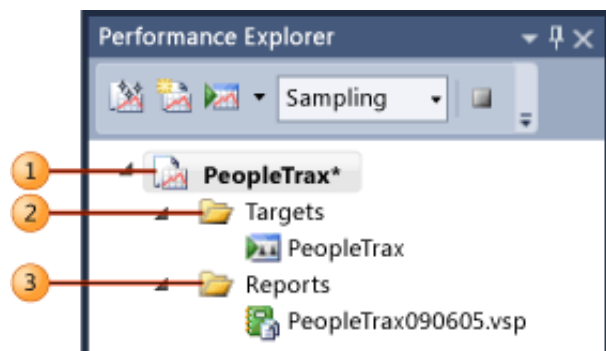 Performance Explorer
Sampling
1 PeopleTrax*
2 Targets
PeopleTrax
3 Reports
PeopleTrax090605.vsp